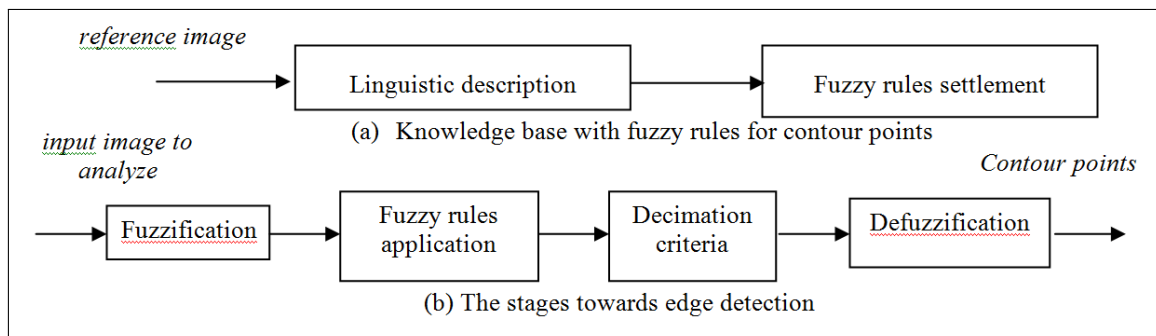 reference image
Linguistic description
Fuzzy rules settlement
(a) Knowledge base with fuzzy rules for contour points
input image to
analyze
Contour points
Fuzzification
Fuzzy rules
application
Decimation
criteria
Defuzzification
(b) The stages towards edge detection